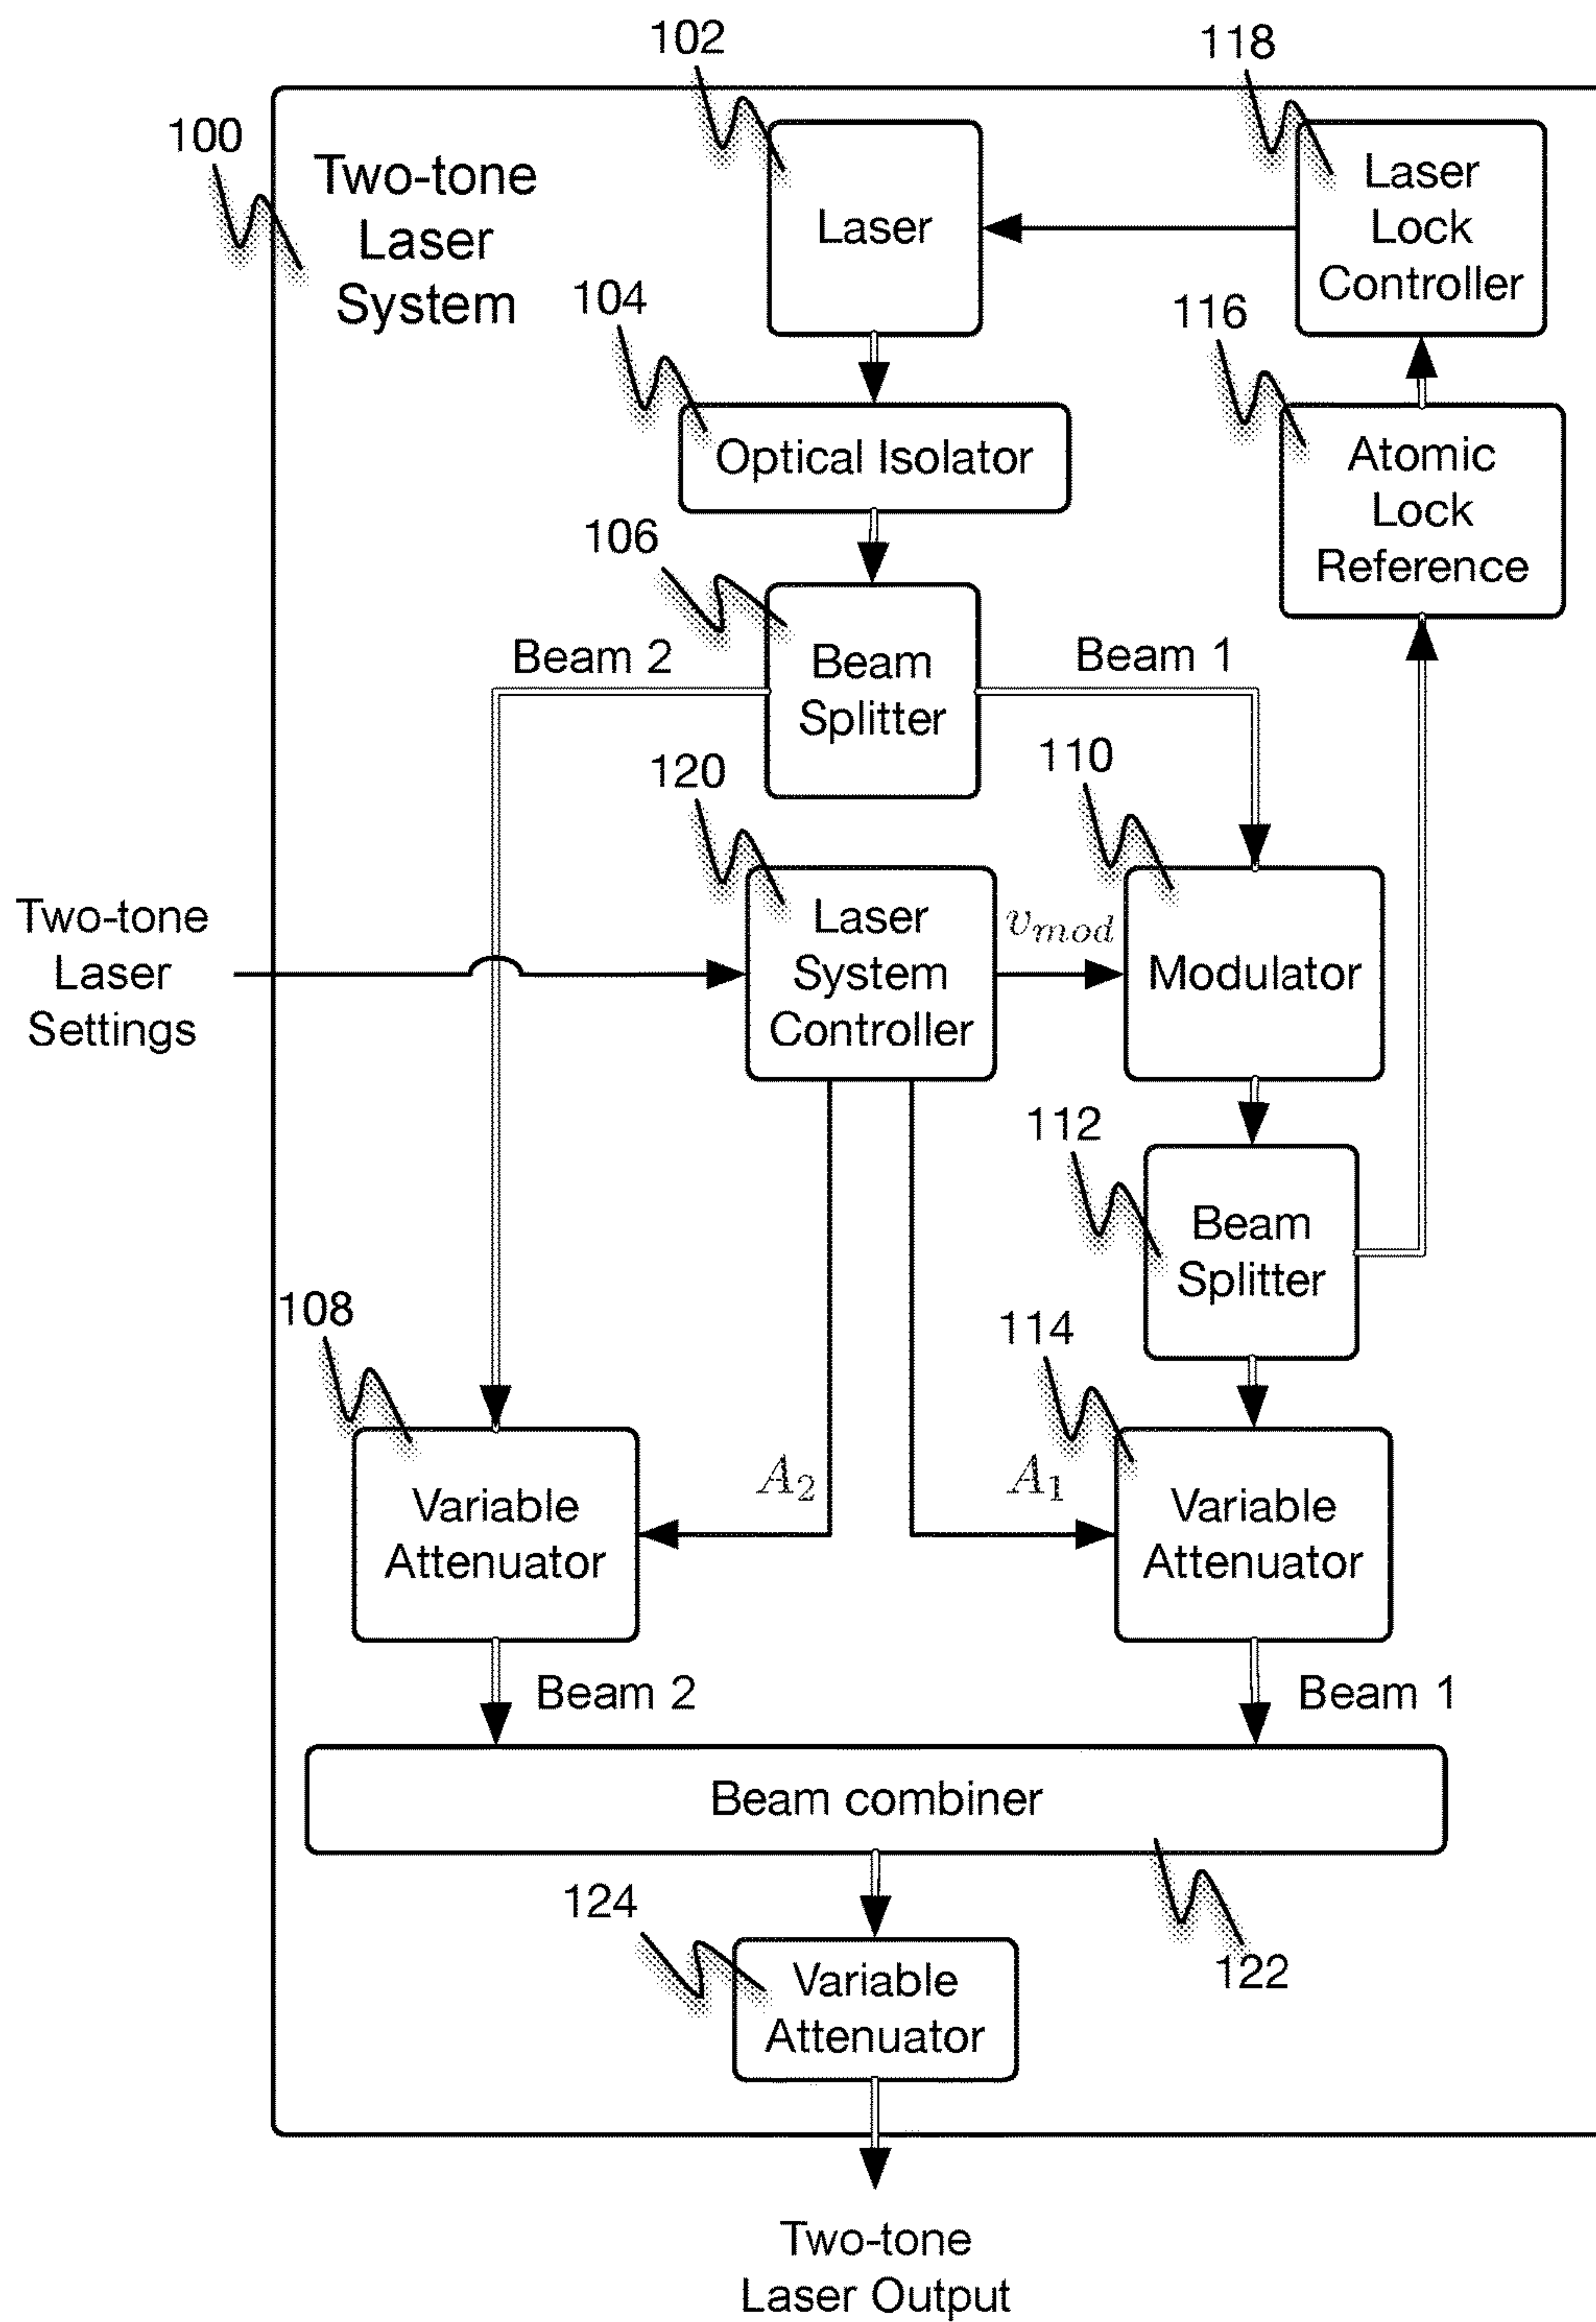 102
118
100
Two-tone
Laser
System
Laser
Laser
Lock
Controller
104
116
Optical Isolator
Atomic
Lock
Reference
106
Beam 2
Beam
Splitter
Beam 1
120
110
Two-tone
Laser
Settings
Laser
System
Controller
v_mod
Modulator
112
Beam
Splitter
108
114
A_2
A_1
Variable
Attenuator
Variable
Attenuator
Beam 2
Beam 1
Beam combiner
124
122
Variable
Attenuator
Two-tone
Laser Output